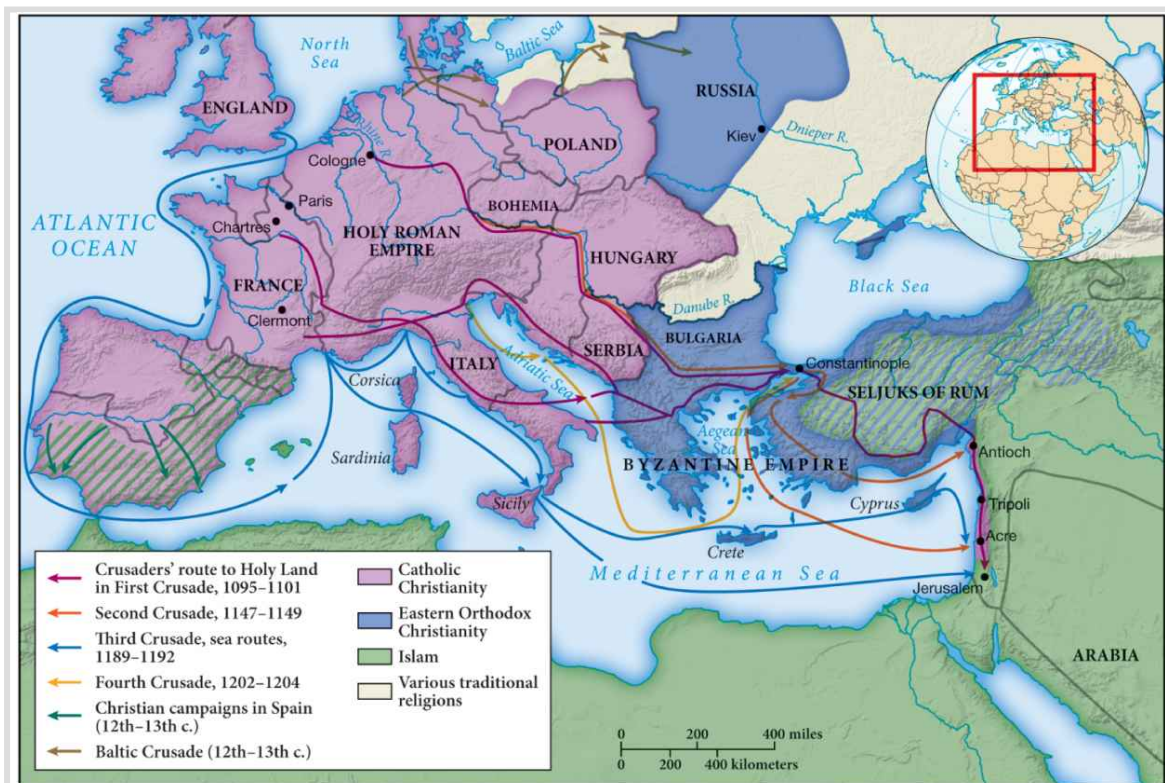 North
Sea
Baltic Sea
ENGLAND
RUSSIA
Kiev
Dnieper R.
POLAND
Rhine R.
Cologne
BOHEMIA
Paris
Chartres
ATLANTIC
OCEAN
HOLY ROMAN
EMPIRE
HUNGARY
FRANCE
Clermont
Danube R.
Black Sea
BULGARIA
SERBIA
ITALY
Adriatic Sea
Constantinople
Corsica
SELJUKS OF RUM
Sardinia
Aegean
Sea
BYZANTINE EMPIRE
Antioch
Sicily
Cyprus
Tripoli
Crete
Acre
Mediterranean Sea
Jerusalem
ARABIA
Crusaders' route to Holy Land
in First Crusade, 1095–1101
Second Crusade, 1147–1149
Third Crusade, sea routes,
1189–1192
Fourth Crusade, 1202–1204
Christian campaigns in Spain
(12th–13th c.)
Baltic Crusade (12th–13th c.)
Catholic
Christianity
Eastern Orthodox
Christianity
Islam
Various traditional
religions
0 200 400 miles
0 200 400 kilometers